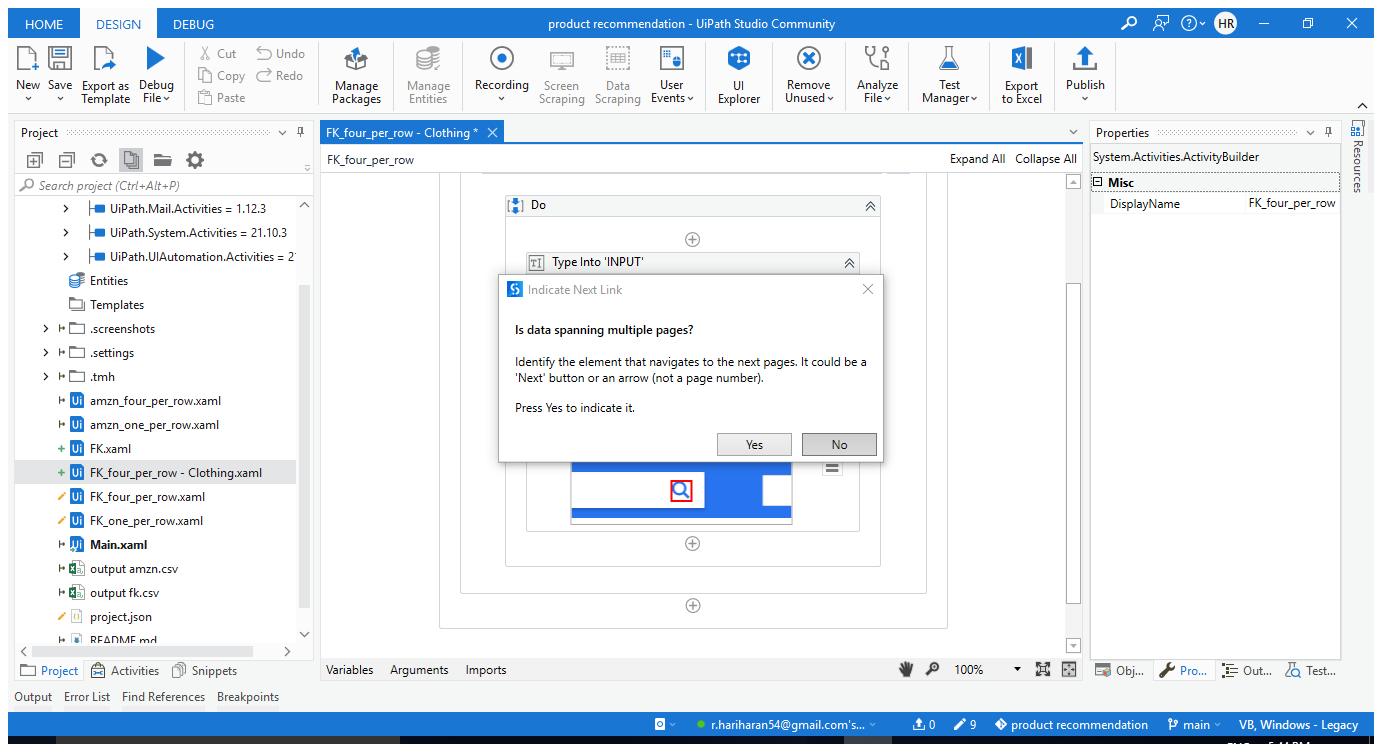 HOME DESIGN DEBUG product recommendation - UiPath Studio Community HR
New Save Export as Template Debug File Cut Copy Paste Undo Redo Manage Packages Manage Entities Recording Screen Scraping Data Scraping User Events UI Explorer Remove Unused Analyze File Test Manager Export to Excel Publish
Project
Search project (Ctrl+Alt+P)
UiPath.Mail.Activities = 1.12.3
UiPath.System.Activities = 21.10.3
UiPath.UIAutomation.Activities = 2
Entities
Templates
.screenshots
.settings
.tmh
amzn_four_per_row.xaml
amzn_one_per_row.xaml
FK.xaml
FK_four_per_row - Clothing.xaml
FK_four_per_row.xaml
FK_one_per_row.xaml
Main.xaml
output amzn.csv
output fk.csv
project.json
README.md
Project Activities Snippets
FK_four_per_row - Clothing *
FK_four_per_row Expand All Collapse All
Do
Type Into 'INPUT'
Indicate Next Link
Is data spanning multiple pages?
Identify the element that navigates to the next pages. It could be a
'Next' button or an arrow (not a page number).
Press Yes to indicate it.
Yes No
Variables Arguments Imports 100%
Properties
System.Activities.ActivityBuilder
Misc
DisplayName FK_four_per_row
Resources
Obj... Pro... Out... Test...
Output Error List Find References Breakpoints
r.hariharan54@gmail.com's... 0 9 product recommendation main VB, Windows - Legacy